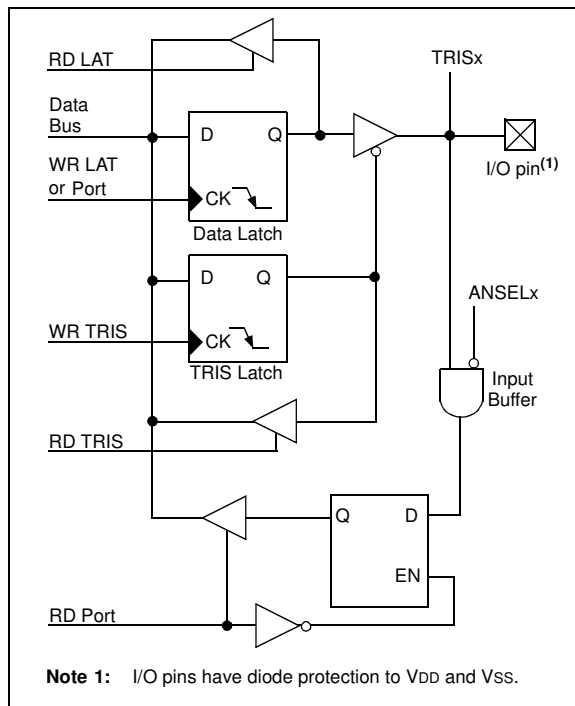 RD LAT
TRISx
Data
Bus
D Q
I/O pin(1)
WR LAT
or Port
CK
Data Latch
D Q
ANSELx
WR TRIS
CK
TRIS Latch
Input
Buffer
RD TRIS
Q D
EN
RD Port
Note 1: I/O pins have diode protection to VDD and VSS.